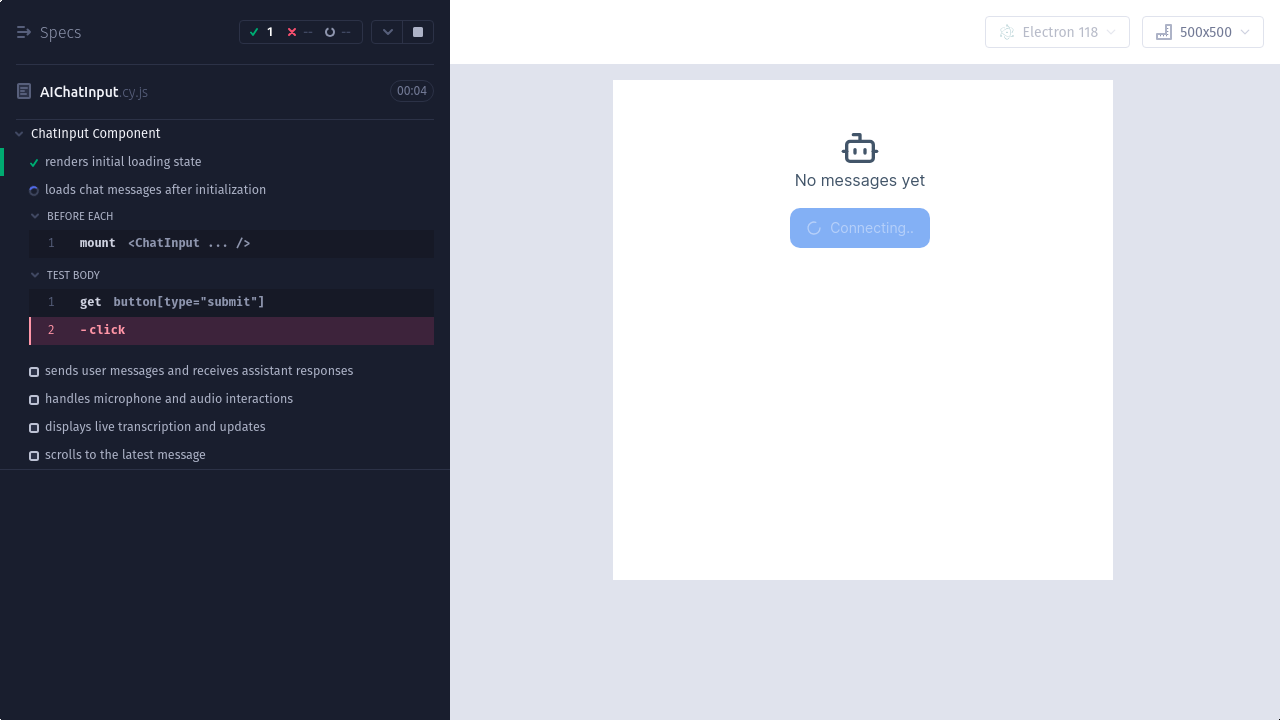 Specs
1
--
--
AIChatInput.cy.js
00:04
ChatInput Component
renders initial loading state
loads chat messages after initialization
BEFORE EACH
1 mount <ChatInput ... />
TEST BODY
1 get button[type="submit"]
2 -click
sends user messages and receives assistant responses
handles microphone and audio interactions
displays live transcription and updates
scrolls to the latest message
Electron 118
500x500
No messages yet
Connecting..